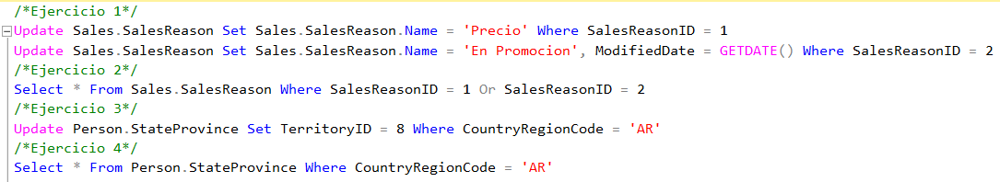 /*Ejercicio 1*/
Update Sales.SalesReason Set Sales.SalesReason.Name = 'Precio' Where SalesReasonID = 1
Update Sales.SalesReason Set Sales.SalesReason.Name = 'En Promocion', ModifiedDate = GETDATE() Where SalesReasonID = 2
/*Ejercicio 2*/
Select * From Sales.SalesReason Where SalesReasonID = 1 Or SalesReasonID = 2
/*Ejercicio 3*/
Update Person.StateProvince Set TerritoryID = 8 Where CountryRegionCode = 'AR'
/*Ejercicio 4*/
Select * From Person.StateProvince Where CountryRegionCode = 'AR'